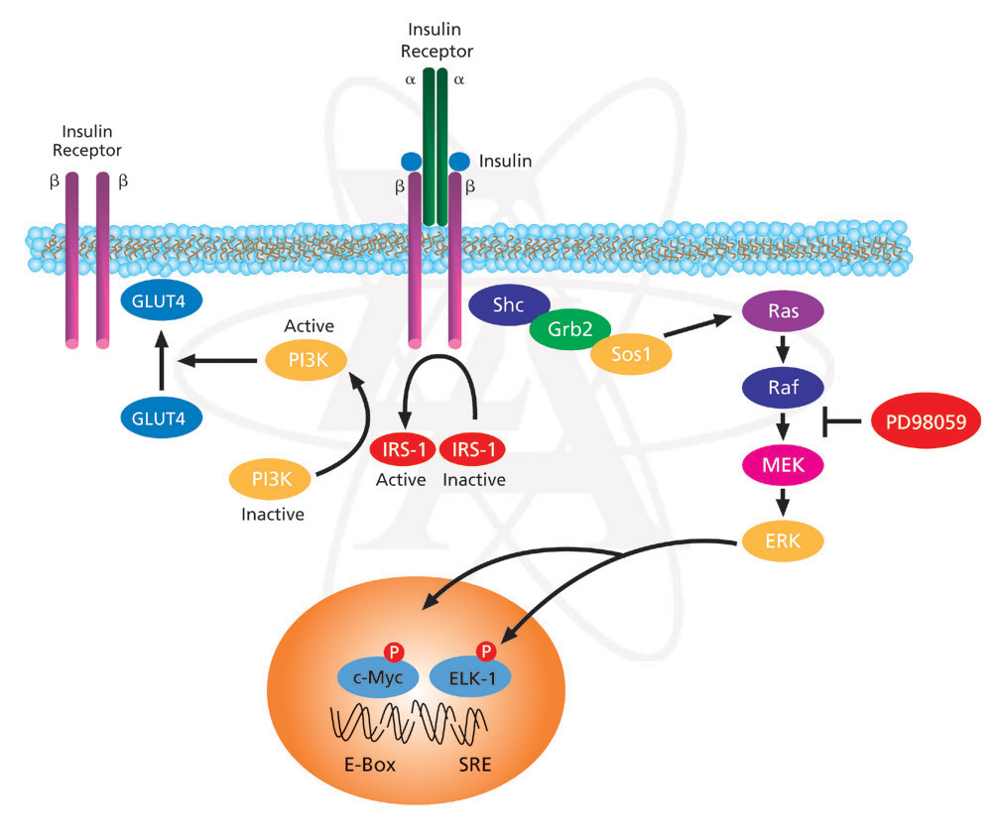 Insulin
Receptor
α α
Insulin
Receptor
β β
Insulin
β β
GLUT4
Shc
Grb2
Sos1
Ras
Active
PI3K
Raf
GLUT4
PD98059
IRS-1 IRS-1
Active Inactive
MEK
PI3K
Inactive
ERK
P P
c-Myc ELK-1
E-Box SRE